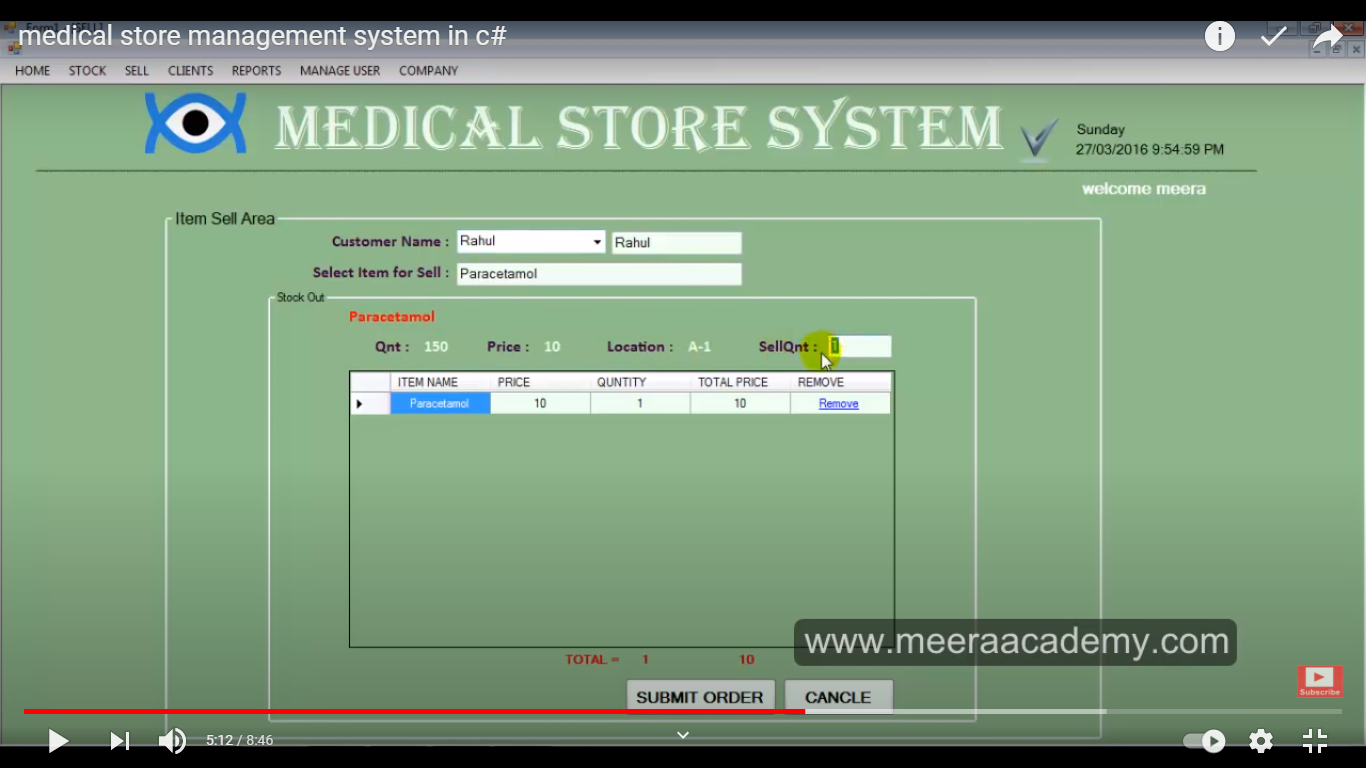 medical store management system in c#
HOME STOCK SELL CLIENTS REPORTS MANAGE USER COMPANY
MEDICAL STORE SYSTEM
Sunday
27/03/2016 9:54:59 PM
welcome meera
Item Sell Area
Customer Name : Rahul Rahul
Select Item for Sell : Paracetamol
Stock Out
Paracetamol
Qnt : 150 Price : 10 Location : A-1 SellQnt : 1
ITEM NAME PRICE QUNTITY TOTAL PRICE REMOVE
Paracetamol 10 1 10 Remove
www.meeraacademy.com
TOTAL = 1 10
Subscribe
SUBMIT ORDER CANCLE
5:12 / 8:46